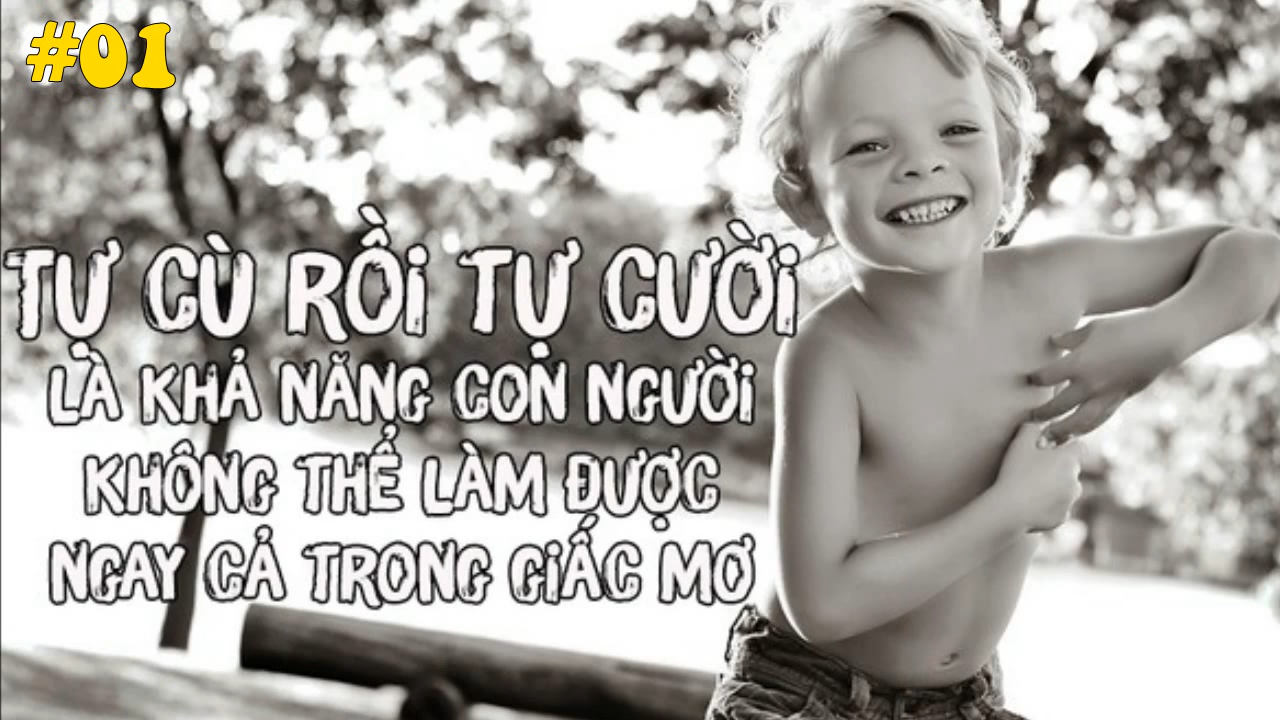 #01
TỰ CÙ RỒi TỰ CƯỜi
LÀ KHẢ NĂNG CON NGƯỜi
KHÔNG THỂ LÀM ĐƯỢC
NGAY CẢ TRONG GiẤC MƠ